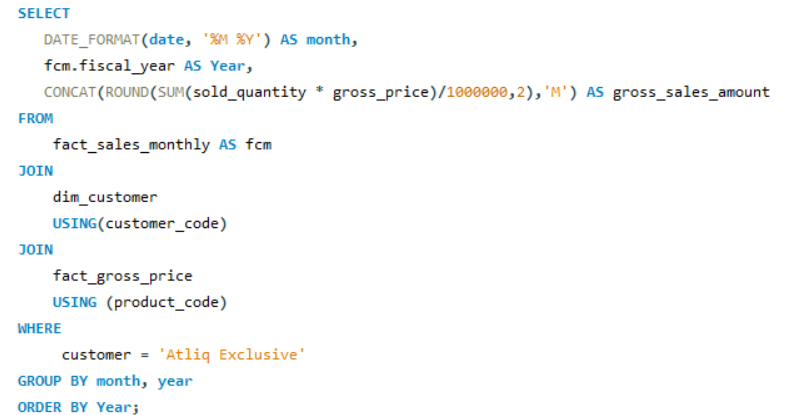 SELECT
DATE_FORMAT(date, '%M %Y') AS month,
fcm.fiscal_year AS Year,
CONCAT(ROUND(SUM(sold_quantity * gross_price)/1000000,2),'M') AS gross_sales_amount
FROM
fact_sales_monthly AS fcm
JOIN
dim_customer
USING(customer_code)
JOIN
fact_gross_price
USING (product_code)
WHERE
customer = 'Atliq Exclusive'
GROUP BY month, year
ORDER BY Year;